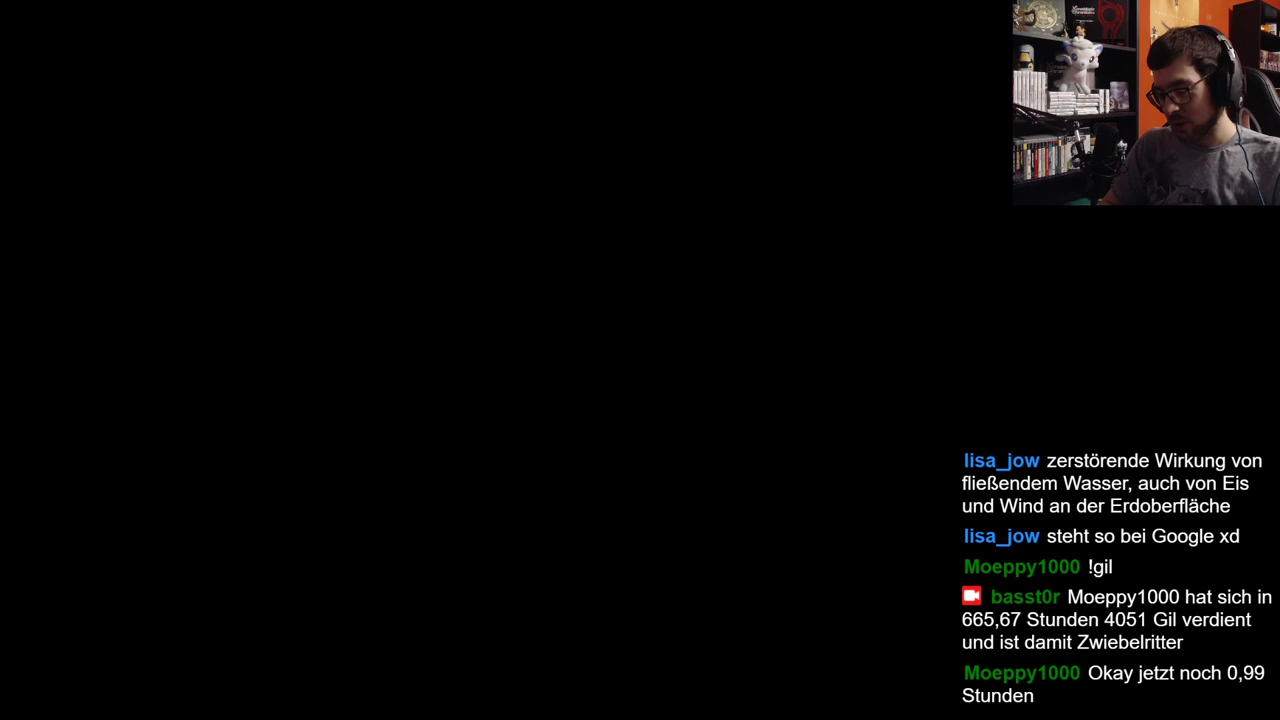 lisa_jow zerstörende Wirkung von
fließendem Wasser, auch von Eis
und Wind an der Erdoberfläche
lisa_jow steht so bei Google xd
Moeppy1000 !gil
basst0r Moeppy1000 hat sich in
665,67 Stunden 4051 Gil verdient
und ist damit Zwiebelritter
Moeppy1000 Okay jetzt noch 0,99
Stunden